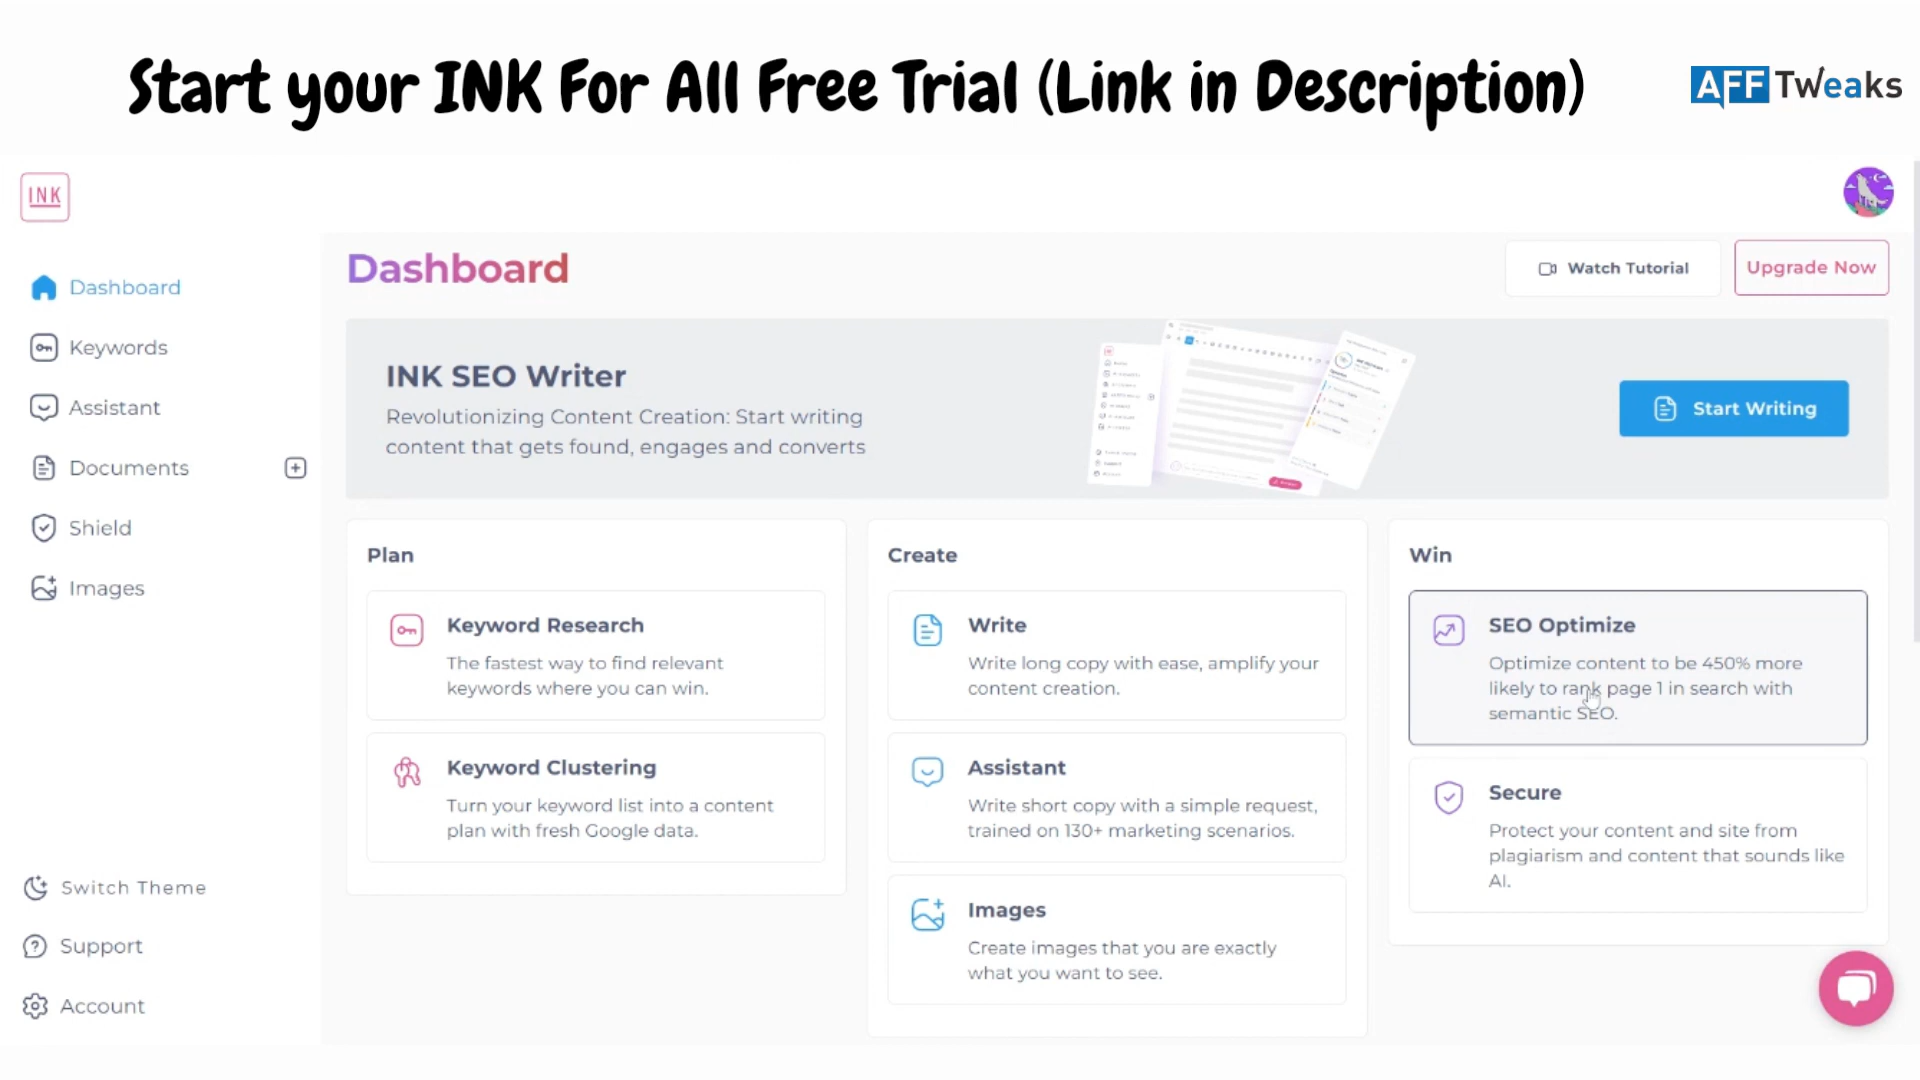 Start your INK For All Free Trial (Link in Description)
AFFTweaks
INK
Dashboard
Keywords
Assistant
Documents
Shield
Images
Switch Theme
Support
Account
Dashboard
Watch Tutorial
Upgrade Now
INK SEO Writer
Revolutionizing Content Creation: Start writing
content that gets found, engages and converts
Start Writing
Plan
Keyword Research
The fastest way to find relevant
keywords where you can win.
Keyword Clustering
Turn your keyword list into a content
plan with fresh Google data.
Create
Write
Write long copy with ease, amplify your
content creation.
Assistant
Write short copy with a simple request,
trained on 130+ marketing scenarios.
Images
Create images that you are exactly
what you want to see.
Win
SEO Optimize
Optimize content to be 450% more
likely to rank page 1 in search with
semantic SEO.
Secure
Protect your content and site from
plagiarism and content that sounds like
AI.